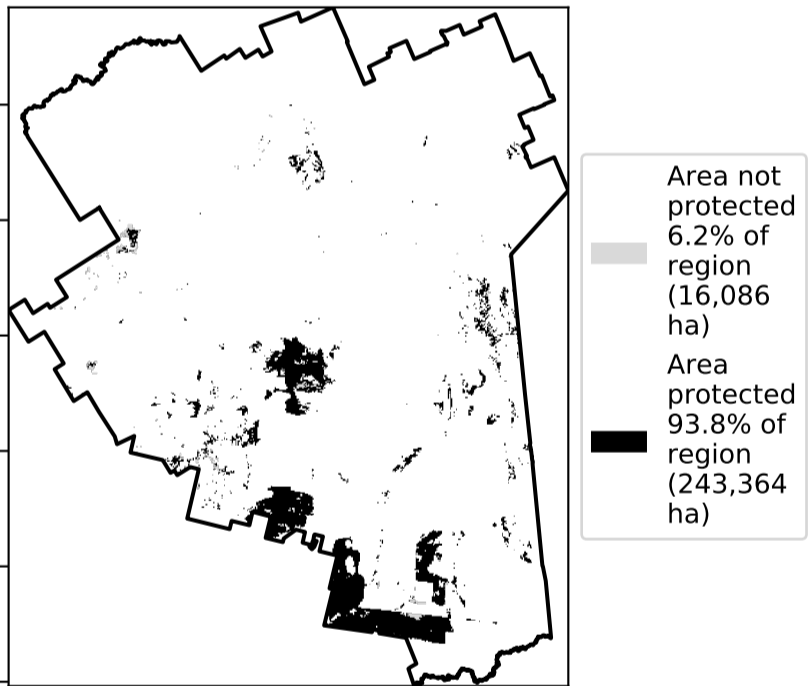 Area not
protected
6.2% of
region
(16,086
ha)
Area
protected
93.8% of
region
(243,364
ha)